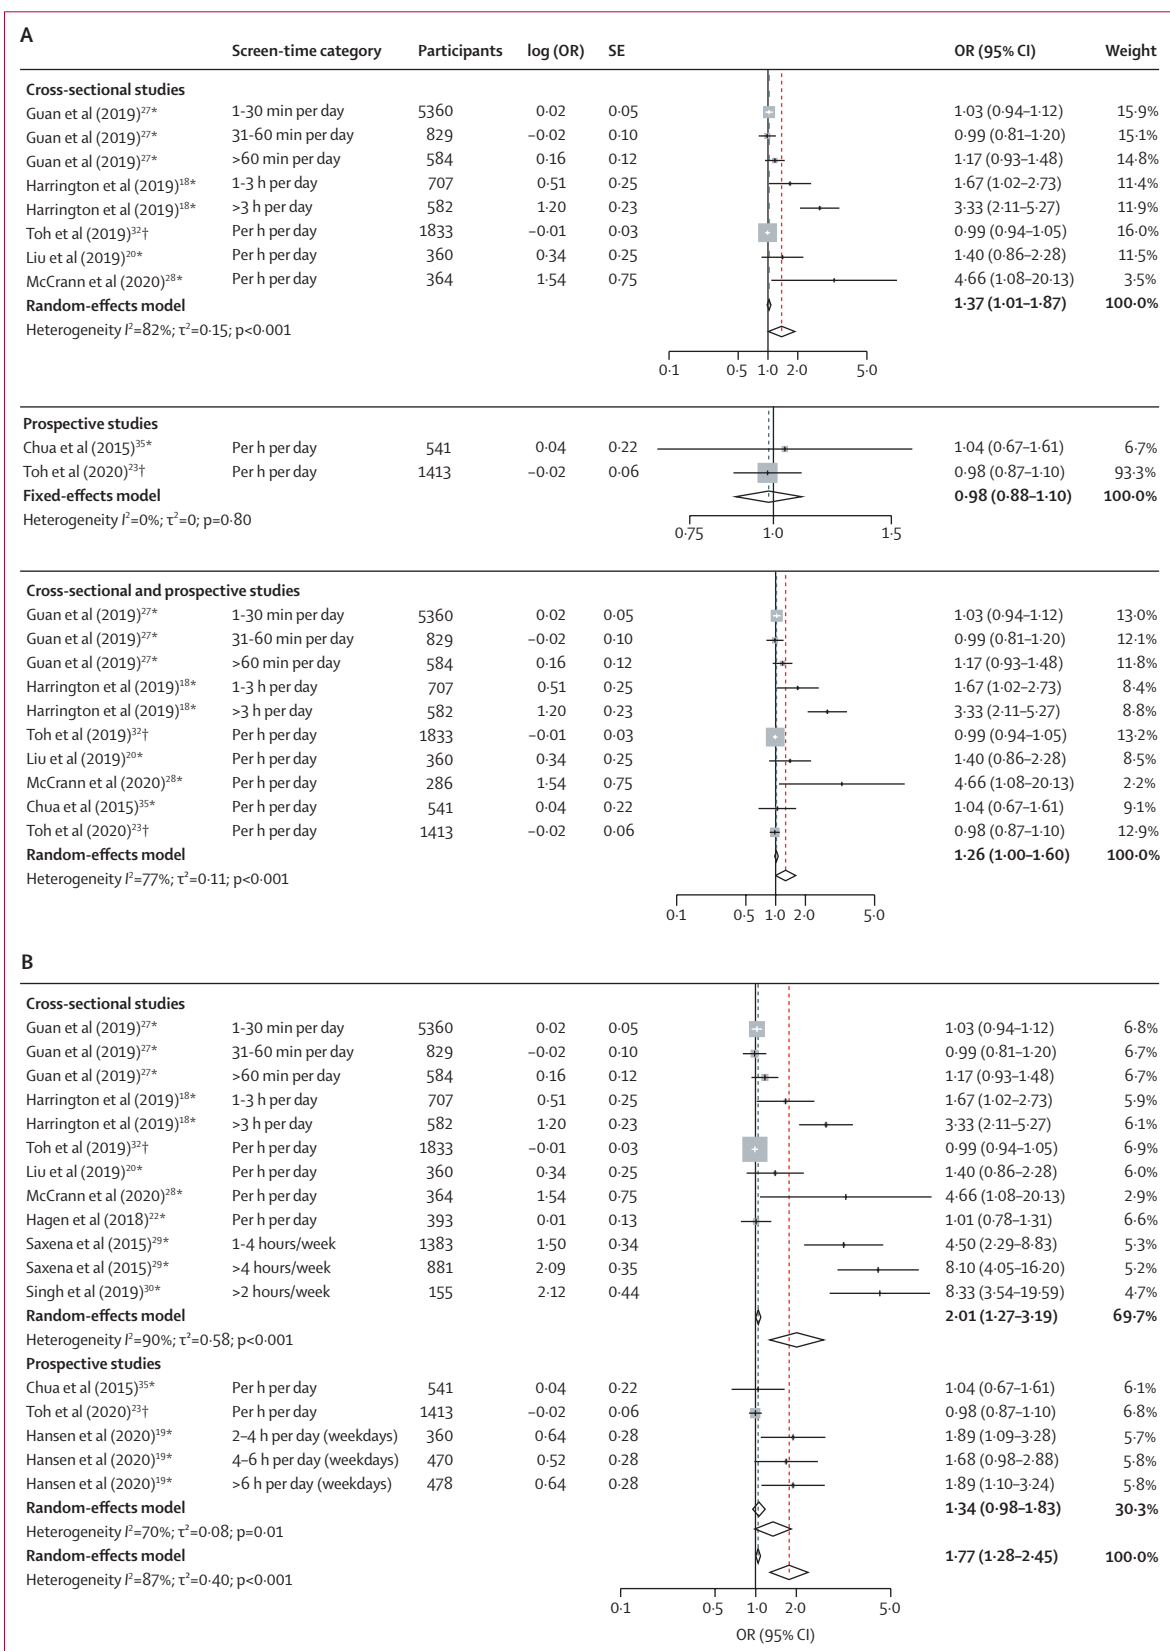 A
Screen-time category Participants log (OR) SE OR (95% CI) Weight
Cross-sectional studies
Guan et al (2019)²⁷* 1-30 min per day 5360 0·02 0·05 1·03 (0·94–1·12) 15·9%
Guan et al (2019)²⁷* 31-60 min per day 829 –0·02 0·10 0·99 (0·81–1·20) 15·1%
Guan et al (2019)²⁷* >60 min per day 584 0·16 0·12 1·17 (0·93–1·48) 14·8%
Harrington et al (2019)¹⁸* 1-3 h per day 707 0·51 0·25 1·67 (1·02–2·73) 11·4%
Harrington et al (2019)¹⁸* >3 h per day 582 1·20 0·23 3·33 (2·11–5·27) 11·9%
Toh et al (2019)³²† Per h per day 1833 –0·01 0·03 0·99 (0·94–1·05) 16·0%
Liu et al (2019)²⁰* Per h per day 360 0·34 0·25 1·40 (0·86–2·28) 11·5%
McCrann et al (2020)²⁸* Per h per day 364 1·54 0·75 4·66 (1·08–20·13) 3·5%
Random-effects model 1·37 (1·01–1·87) 100·0%
Heterogeneity I²=82%; τ²=0·15; p<0·001
0·1 0·5 1·0 2·0 5·0
Prospective studies
Chua et al (2015)³⁵* Per h per day 541 0·04 0·22 1·04 (0·67–1·61) 6·7%
Toh et al (2020)²³† Per h per day 1413 –0·02 0·06 0·98 (0·87–1·10) 93·3%
Fixed-effects model 0·98 (0·88–1·10) 100·0%
Heterogeneity I²=0%; τ²=0; p=0·80
0·75 1·0 1·5
Cross-sectional and prospective studies
Guan et al (2019)²⁷* 1-30 min per day 5360 0·02 0·05 1·03 (0·94–1·12) 13·0%
Guan et al (2019)²⁷* 31-60 min per day 829 –0·02 0·10 0·99 (0·81–1·20) 12·1%
Guan et al (2019)²⁷* >60 min per day 584 0·16 0·12 1·17 (0·93–1·48) 11·8%
Harrington et al (2019)¹⁸* 1-3 h per day 707 0·51 0·25 1·67 (1·02–2·73) 8·4%
Harrington et al (2019)¹⁸* >3 h per day 582 1·20 0·23 3·33 (2·11–5·27) 8·8%
Toh et al (2019)³²† Per h per day 1833 –0·01 0·03 0·99 (0·94–1·05) 13·2%
Liu et al (2019)²⁰* Per h per day 360 0·34 0·25 1·40 (0·86–2·28) 8·5%
McCrann et al (2020)²⁸* Per h per day 286 1·54 0·75 4·66 (1·08–20·13) 2·2%
Chua et al (2015)³⁵* Per h per day 541 0·04 0·22 1·04 (0·67–1·61) 9·1%
Toh et al (2020)²³† Per h per day 1413 –0·02 0·06 0·98 (0·87–1·10) 12·9%
Random-effects model 1·26 (1·00–1·60) 100·0%
Heterogeneity I²=77%; τ²=0·11; p<0·001
0·1 0·5 1·0 2·0 5·0
B
Cross-sectional studies
Guan et al (2019)²⁷* 1-30 min per day 5360 0·02 0·05 1·03 (0·94–1·12) 6·8%
Guan et al (2019)²⁷* 31-60 min per day 829 –0·02 0·10 0·99 (0·81–1·20) 6·7%
Guan et al (2019)²⁷* >60 min per day 584 0·16 0·12 1·17 (0·93–1·48) 6·7%
Harrington et al (2019)¹⁸* 1-3 h per day 707 0·51 0·25 1·67 (1·02–2·73) 5·9%
Harrington et al (2019)¹⁸* >3 h per day 582 1·20 0·23 3·33 (2·11–5·27) 6·1%
Toh et al (2019)³²† Per h per day 1833 –0·01 0·03 0·99 (0·94–1·05) 6·9%
Liu et al (2019)²⁰* Per h per day 360 0·34 0·25 1·40 (0·86–2·28) 6·0%
McCrann et al (2020)²⁸* Per h per day 364 1·54 0·75 4·66 (1·08–20·13) 2·9%
Hagen et al (2018)²²* Per h per day 393 0·01 0·13 1·01 (0·78–1·31) 6·6%
Saxena et al (2015)²⁹* 1-4 hours/week 1383 1·50 0·34 4·50 (2·29–8·83) 5·3%
Saxena et al (2015)²⁹* >4 hours/week 881 2·09 0·35 8·10 (4·05–16·20) 5·2%
Singh et al (2019)³⁰* >2 hours/week 155 2·12 0·44 8·33 (3·54–19·59) 4·7%
Random-effects model 2·01 (1·27–3·19) 69·7%
Heterogeneity I²=90%; τ²=0·58; p<0·001
Prospective studies
Chua et al (2015)³⁵* Per h per day 541 0·04 0·22 1·04 (0·67–1·61) 6·1%
Toh et al (2020)²³† Per h per day 1413 –0·02 0·06 0·98 (0·87–1·10) 6·8%
Hansen et al (2020)¹⁹* 2–4 h per day (weekdays) 360 0·64 0·28 1·89 (1·09–3·28) 5·7%
Hansen et al (2020)¹⁹* 4–6 h per day (weekdays) 470 0·52 0·28 1·68 (0·98–2·88) 5·8%
Hansen et al (2020)¹⁹* >6 h per day (weekdays) 478 0·64 0·28 1·89 (1·10–3·24) 5·8%
Random-effects model 1·34 (0·98–1·83) 30·3%
Heterogeneity I²=70%; τ²=0·08; p=0·01
Random-effects model 1·77 (1·28–2·45) 100·0%
Heterogeneity I²=87%; τ²=0·40; p<0·001
0·1 0·5 1·0 2·0 5·0
OR (95% CI)